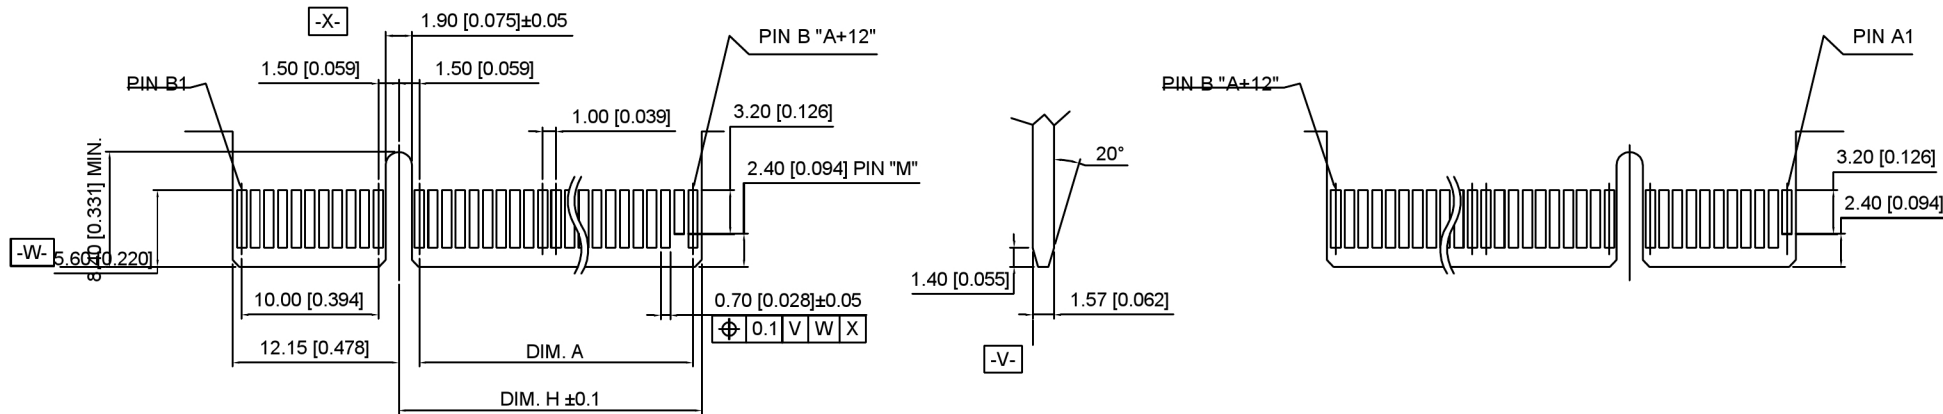 -X-
1.90 [0.075]±0.05
PIN B "A+12"
1.50 [0.059]
1.50 [0.059]
PIN B1
1.00 [0.039]
3.20 [0.126]
2.40 [0.094] PIN "M"
8.40 [0.331] MIN.
-W-
5.60 [0.220]
10.00 [0.394]
0.70 [0.028]±0.05
⌖ 0.1 V W X
12.15 [0.478]
DIM. A
DIM. H ±0.1
20°
1.40 [0.055]
1.57 [0.062]
-V-
PIN A1
PIN B "A+12"
3.20 [0.126]
2.40 [0.094]